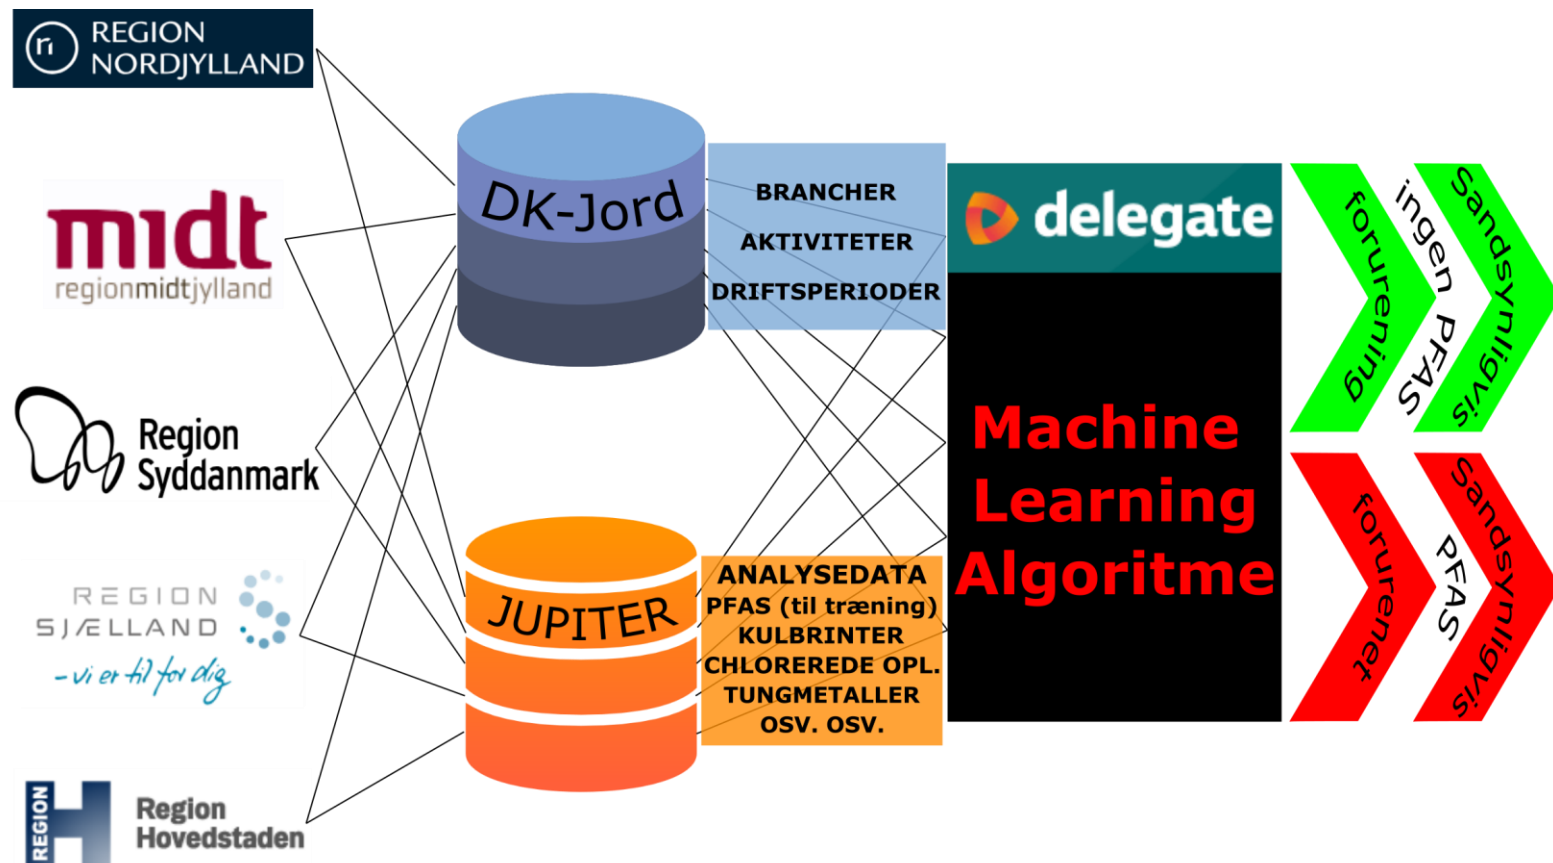 REGION
NORDJYLLAND
midt
regionmidtjylland
Region
Syddanmark
REGION
SJÆLLAND
- vi er til for dig
REGION
H
Region
Hovedstaden
DK-Jord
BRANCHER
AKTIVITETER
DRIFTSPERIODER
JUPITER
ANALYSEDATA
PFAS (til træning)
KULBRINTER
CHLOREREDE OPL.
TUNGMETALLER
OSV. OSV.
delegate
Machine
Learning
Algoritme
Sandsynligvis
ingen PFAS
forurening
Sandsynligvis
PFAS
forurenet